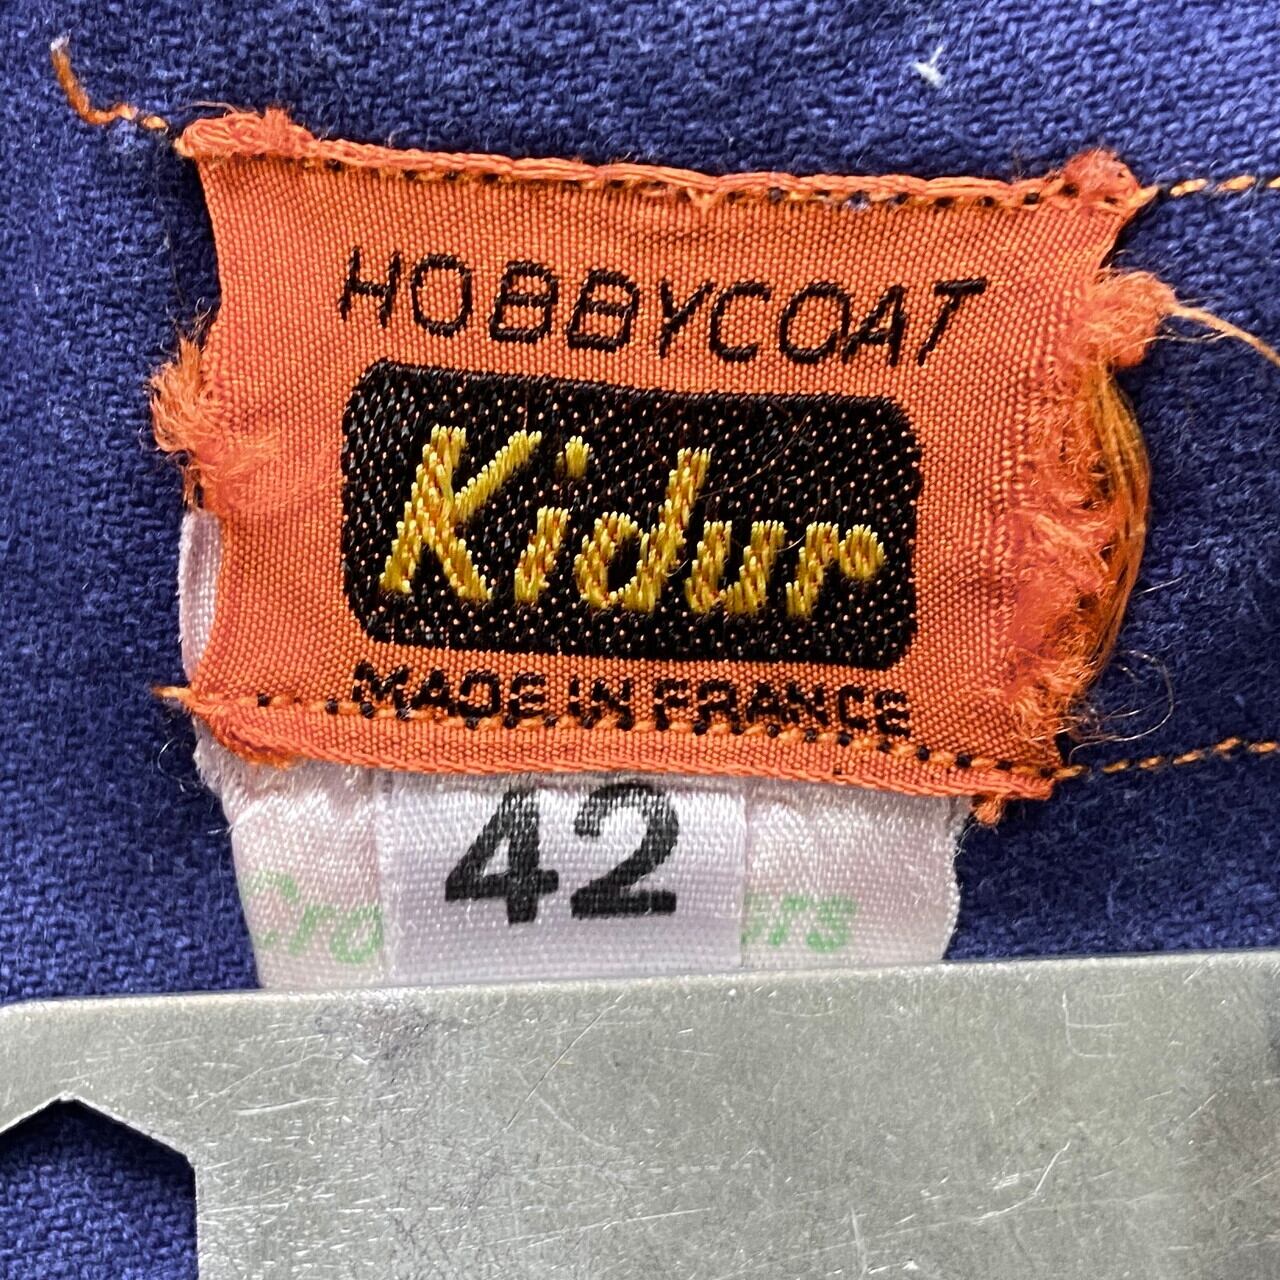 HOBBYCOAT
Kidur
MADE IN FRANCE
42